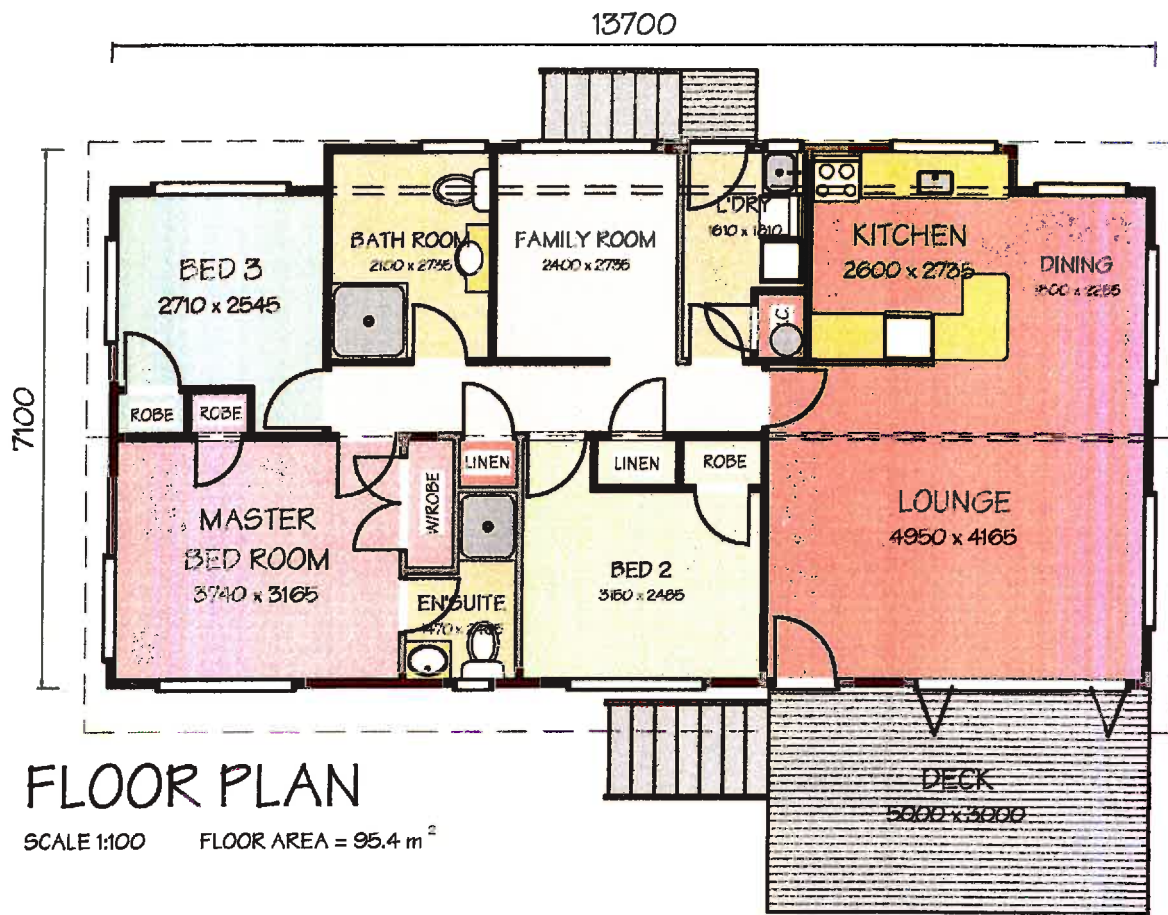 13700
7100
BED 3
2710 x 2545
BATH ROOM
2100 x 2735
FAMILY ROOM
2400 x 2735
L'DRY
1610 x 1810
KITCHEN
2600 x 2735
DINING
ROBE
ROBE
LINEN
LINEN
ROBE
W/ROBE
MASTER
BED ROOM
3740 x 3165
EN'SUITE
BED 2
3150 x 2465
LOUNGE
4950 x 4165
DECK
5000 x 3000
FLOOR PLAN
SCALE 1:100
FLOOR AREA = 95.4 m²